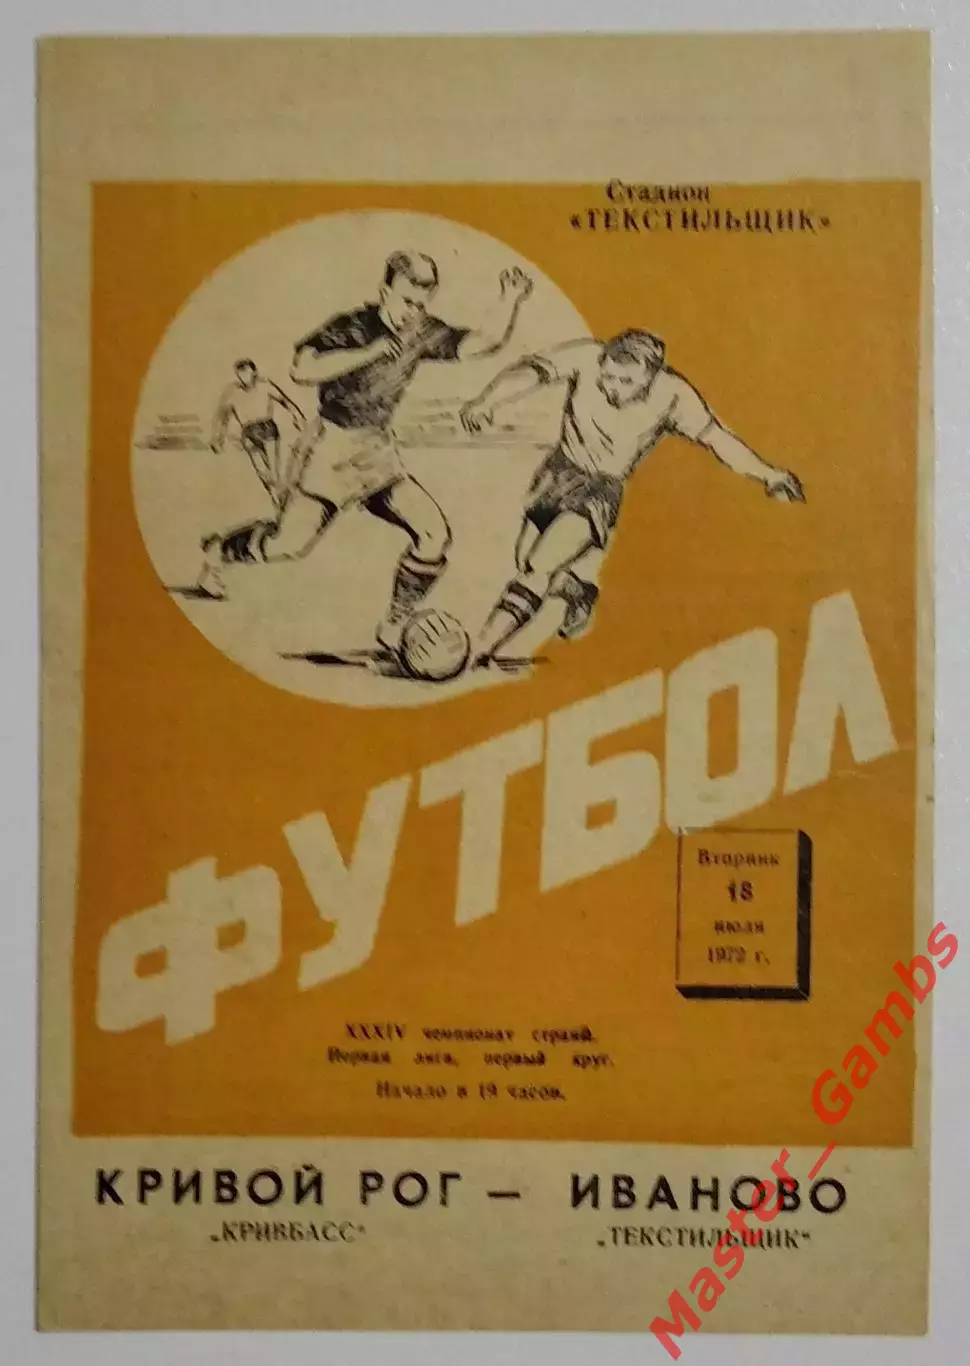 Стадион
«ТЕКСТИЛЬЩИК»
ФУТБОЛ
Вторник
18
июля
1972 г.
XXXIV чемпионат страны.
Первая лига, первый круг.
Начало в 19 часов.
КРИВОЙ РОГ — ИВАНОВО
„КРИВБАСС" „ТЕКСТИЛЬЩИК"
Master_Gambs